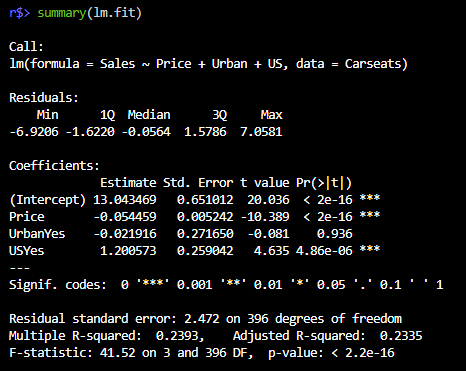 r$> summary(lm.fit)

Call:
lm(formula = Sales ~ Price + Urban + US, data = Carseats)

Residuals:
    Min      1Q  Median      3Q     Max
-6.9206 -1.6220 -0.0564  1.5786  7.0581

Coefficients:
             Estimate Std. Error t value Pr(>|t|)
(Intercept) 13.043469   0.651012  20.036  < 2e-16 ***
Price       -0.054459   0.005242 -10.389  < 2e-16 ***
UrbanYes    -0.021916   0.271650  -0.081    0.936
USYes        1.200573   0.259042   4.635 4.86e-06 ***
---
Signif. codes:  0 '***' 0.001 '**' 0.01 '*' 0.05 '.' 0.1 ' ' 1

Residual standard error: 2.472 on 396 degrees of freedom
Multiple R-squared:  0.2393,    Adjusted R-squared:  0.2335
F-statistic: 41.52 on 3 and 396 DF,  p-value: < 2.2e-16